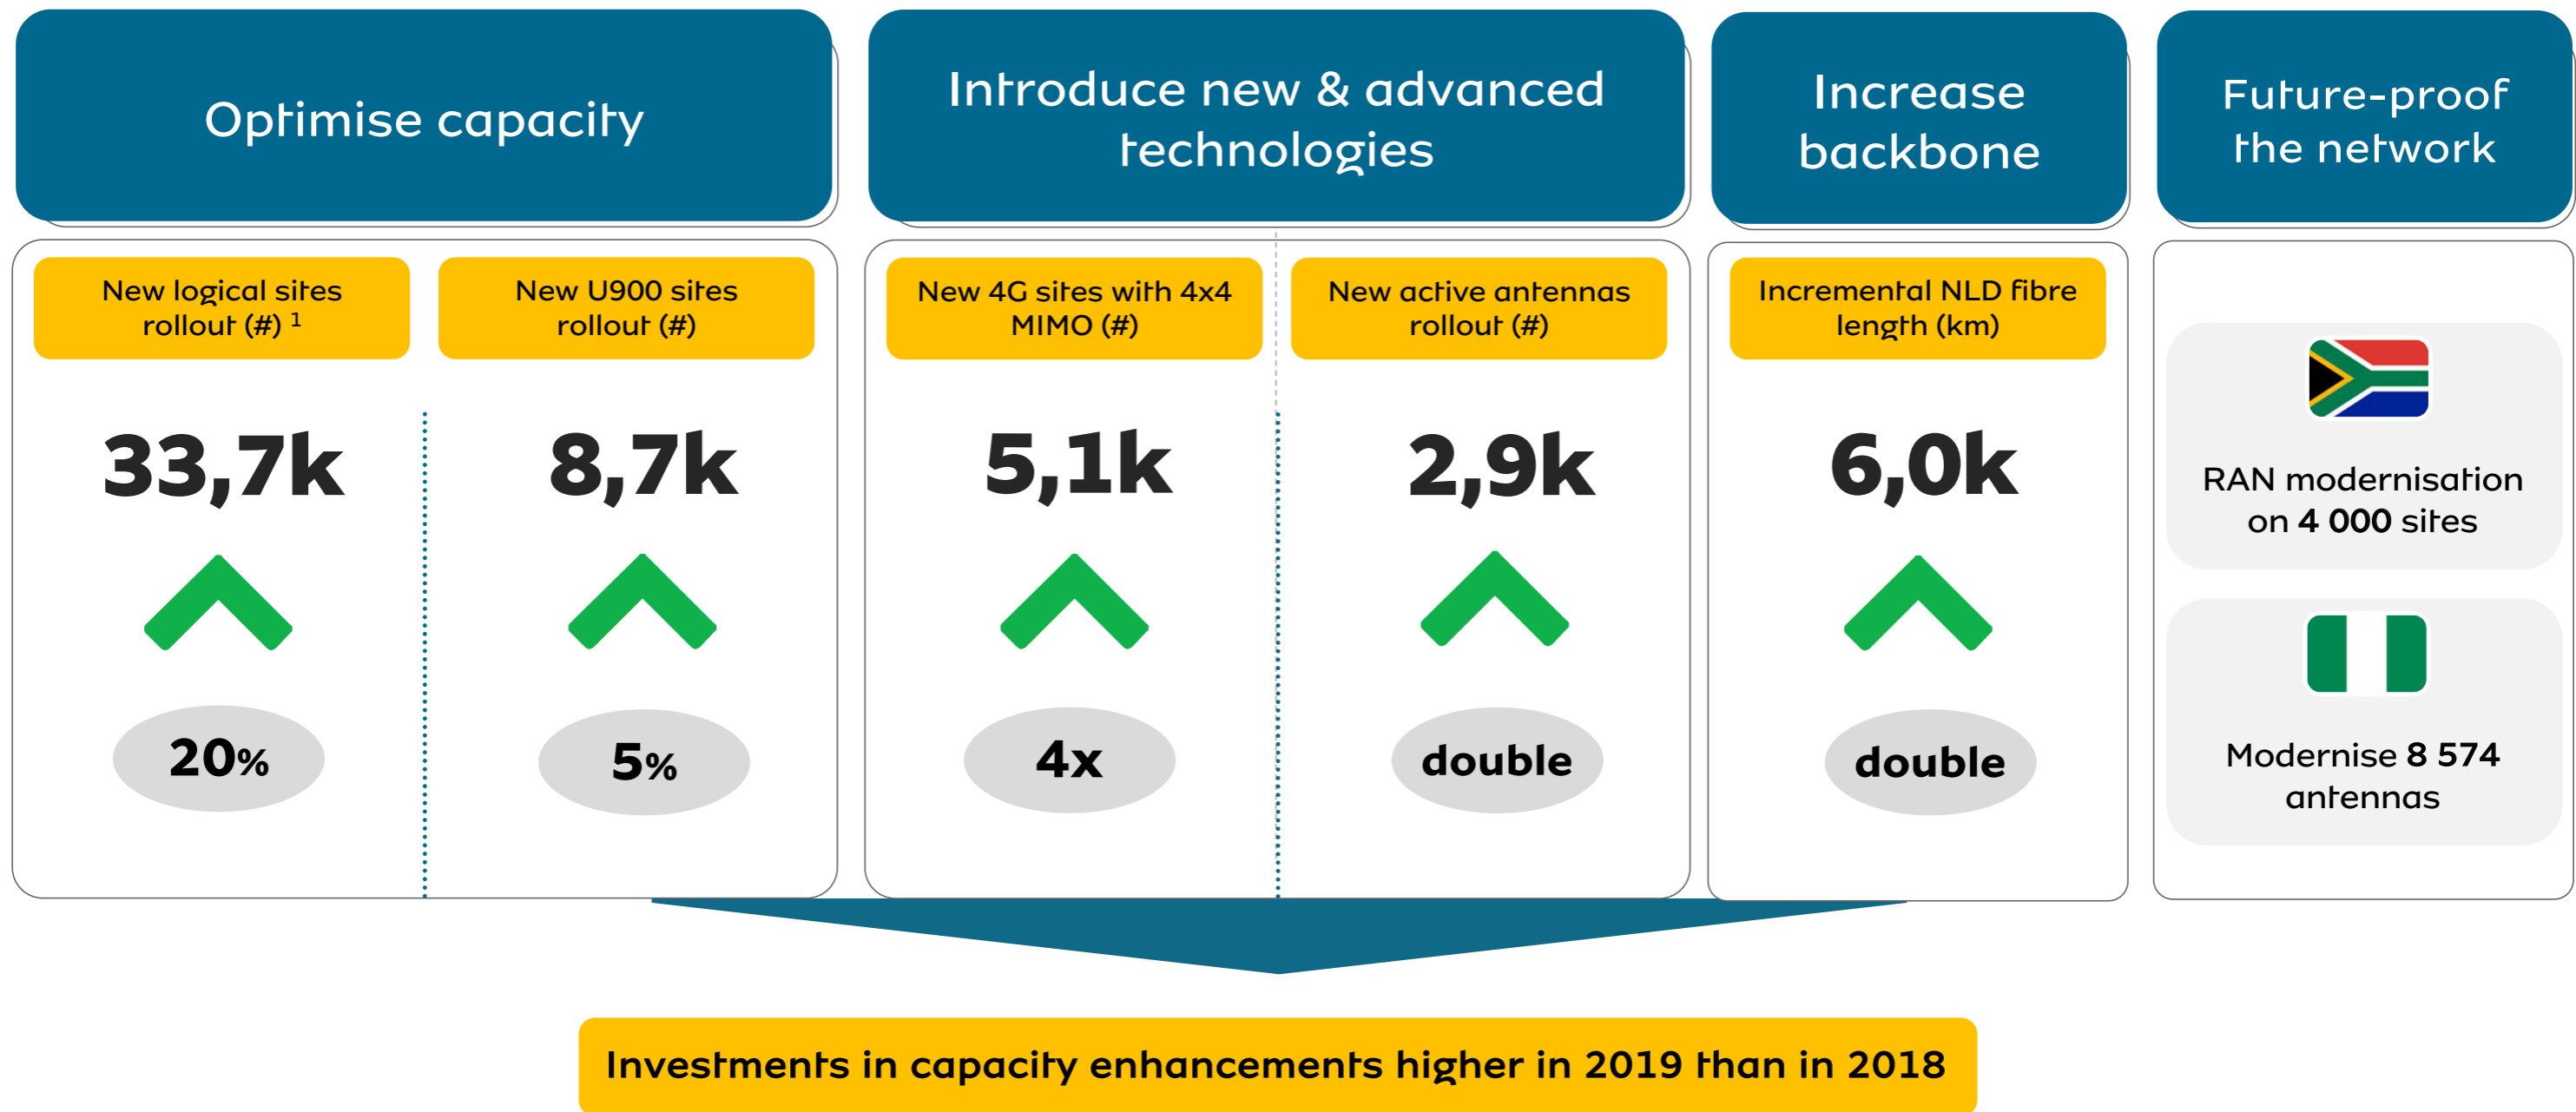 Optimise capacity
New logical sites
rollout (#) 1
33,7k
20%
New U900 sites
rollout (#)
8,7k
5%
Introduce new & advanced
technologies
New 4G sites with 4x4
MIMO (#)
5,1k
4x
New active antennas
rollout (#)
2,9k
double
Increase
backbone
Incremental NLD fibre
length (km)
6,0k
double
Future-proof
the network
RAN modernisation
on 4 000 sites
Modernise 8 574
antennas
Investments in capacity enhancements higher in 2019 than in 2018